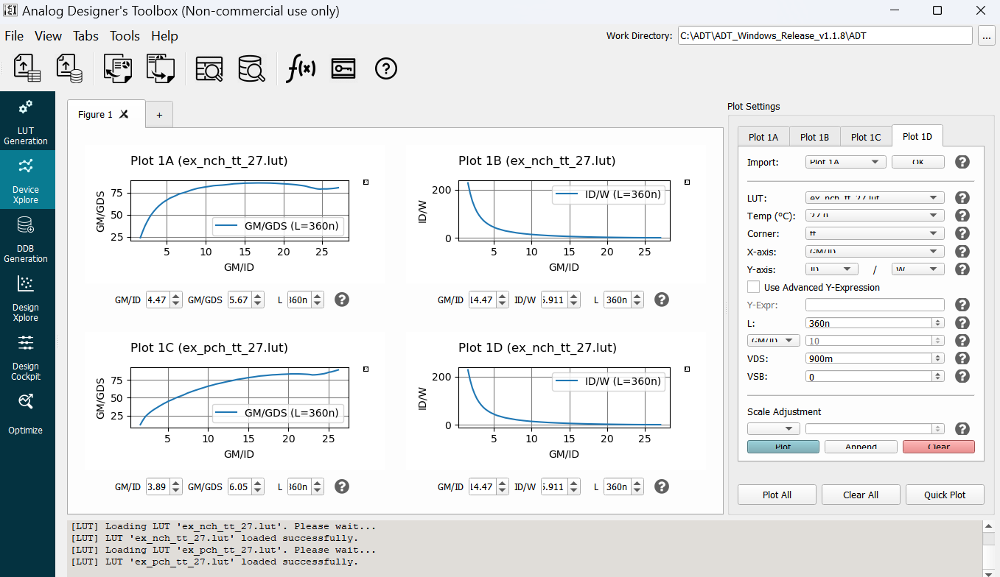 Analog Designer's Toolbox (Non-commercial use only)
File View Tabs Tools Help
Work Directory: C:\ADT\ADT_Windows_Release_v1.1.8\ADT ...
f(x)
LUT
Generation
Device
Xplore
DDB
Generation
Design
Xplore
Design
Cockpit
Optimize
Figure 1 +
Plot 1A (ex_nch_tt_27.lut)
GM/GDS
75
50
25
GM/GDS (L=360n)
5 10 15 20 25
GM/ID
GM/ID 4.47 GM/GDS 5.67 L 360n
Plot 1B (ex_nch_tt_27.lut)
ID/W
200
0
ID/W (L=360n)
5 10 15 20 25
GM/ID
GM/ID 14.47 ID/W 5.911 L 360n
Plot 1C (ex_pch_tt_27.lut)
GM/GDS
75
50
25
GM/GDS (L=360n)
5 10 15 20 25
GM/ID
GM/ID 3.89 GM/GDS 6.05 L 360n
Plot 1D (ex_nch_tt_27.lut)
ID/W
200
0
ID/W (L=360n)
5 10 15 20 25
GM/ID
GM/ID 14.47 ID/W 5.911 L 360n
Plot Settings
Plot 1A Plot 1B Plot 1C Plot 1D
Import: Plot 1A OK ?
LUT: ex_nch_tt_27.lut ?
Temp (°C): 27.0 ?
Corner: tt ?
X-axis: GM/ID ?
Y-axis: ID / W ?
Use Advanced Y-Expression
Y-Expr: ?
L: 360n ?
GM/ID 10 ?
VDS: 900m ?
VSB: 0 ?
Scale Adjustment
?
Plot Append Clear
Plot All Clear All Quick Plot
[LUT] Loading LUT 'ex_nch_tt_27.lut'. Please wait...
[LUT] LUT 'ex_nch_tt_27.lut' loaded successfully.
[LUT] Loading LUT 'ex_pch_tt_27.lut'. Please wait...
[LUT] LUT 'ex_pch_tt_27.lut' loaded successfully.